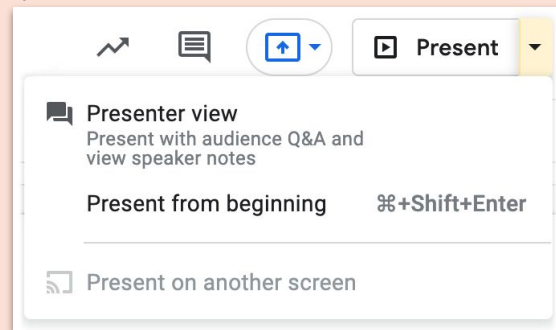 Present
Presenter view
Present with audience Q&A and
view speaker notes
Present from beginning ⌘+Shift+Enter
Present on another screen